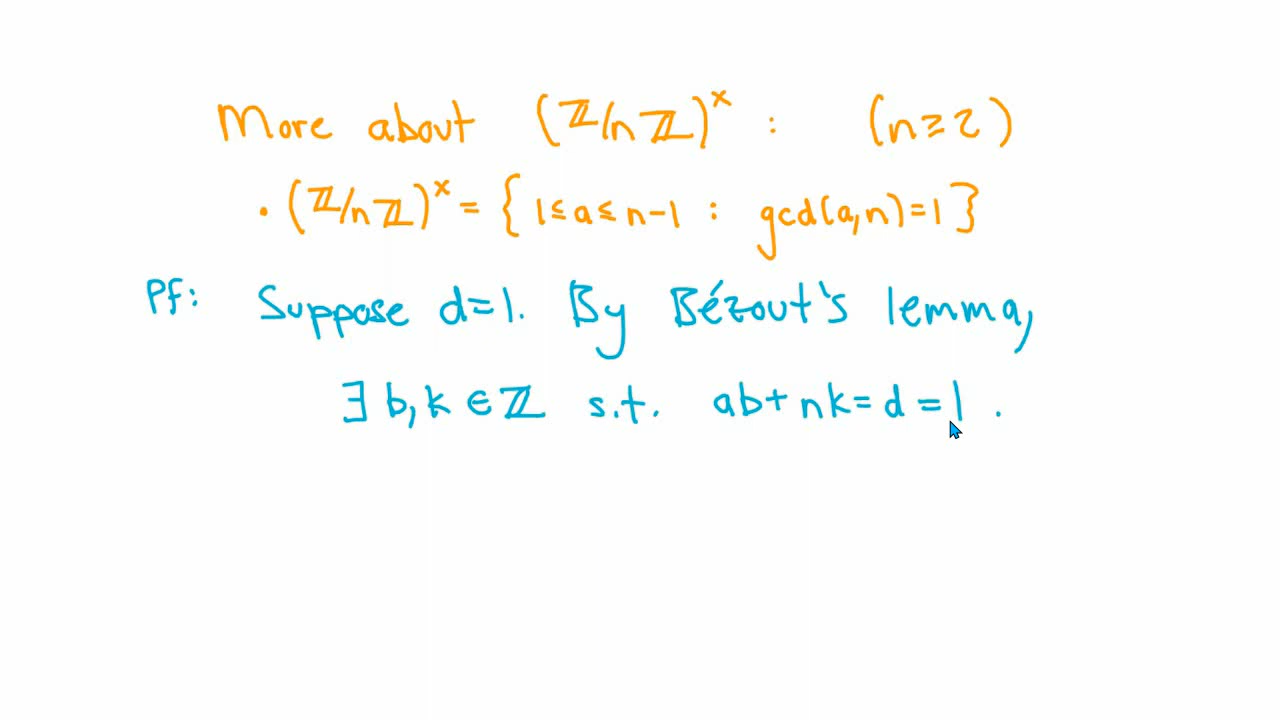 More about (ℤ/nℤ)^× : (n≥2)
· (ℤ/nℤ)^× = { 1≤a≤n-1 : gcd(a,n)=1 }
Pf: Suppose d=1. By Bézout's lemma,
∃ b,k ∈ ℤ s.t. ab+nk=d=1.